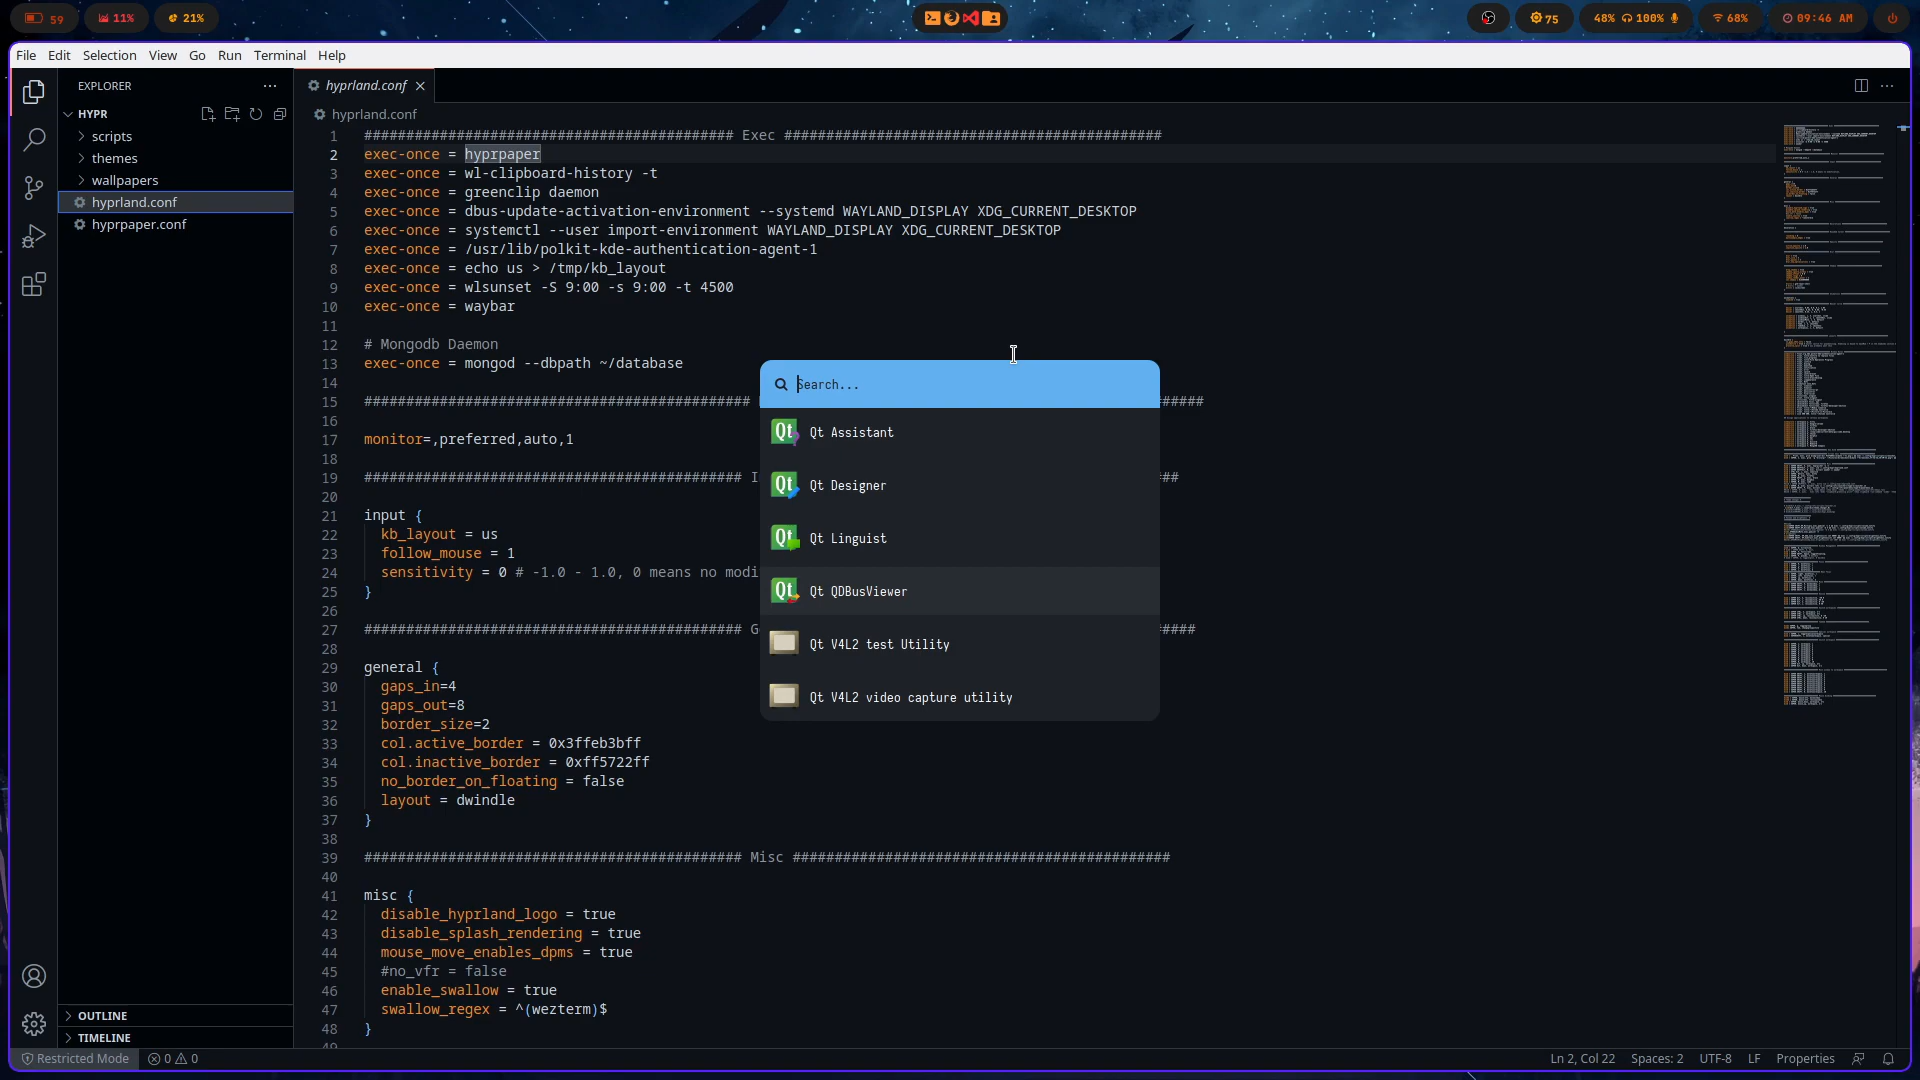 59
11%
21%
75
48% 100%
68%
09:46 AM
File Edit Selection View Go Run Terminal Help
EXPLORER
HYPR
scripts
themes
wallpapers
hyprland.conf
hyprpaper.conf
OUTLINE
TIMELINE
hyprland.conf
hyprland.conf
1 ############################################ Exec #############################################
2 exec-once = hyprpaper
3 exec-once = wl-clipboard-history -t
4 exec-once = greenclip daemon
5 exec-once = dbus-update-activation-environment --systemd WAYLAND_DISPLAY XDG_CURRENT_DESKTOP
6 exec-once = systemctl --user import-environment WAYLAND_DISPLAY XDG_CURRENT_DESKTOP
7 exec-once = /usr/lib/polkit-kde-authentication-agent-1
8 exec-once = echo us > /tmp/kb_layout
9 exec-once = wlsunset -S 9:00 -s 9:00 -t 4500
10 exec-once = waybar
11
12 # Mongodb Daemon
13 exec-once = mongod --dbpath ~/database
14
15 ############################################## #####
16
17 monitor=,preferred,auto,1
18
19 ############################################# I ##
20
21 input {
22 kb_layout = us
23 follow_mouse = 1
24 sensitivity = 0 # -1.0 - 1.0, 0 means no modi
25 }
26
27 ############################################# G ####
28
29 general {
30 gaps_in=4
31 gaps_out=8
32 border_size=2
33 col.active_border = 0x3ffeb3bff
34 col.inactive_border = 0xff5722ff
35 no_border_on_floating = false
36 layout = dwindle
37 }
38
39 ############################################# Misc #############################################
40
41 misc {
42 disable_hyprland_logo = true
43 disable_splash_rendering = true
44 mouse_move_enables_dpms = true
45 #no_vfr = false
46 enable_swallow = true
47 swallow_regex = ^(wezterm)$
48 }
49
Search...
Qt Assistant
Qt Designer
Qt Linguist
Qt QDBusViewer
Qt V4L2 test Utility
Qt V4L2 video capture utility
Restricted Mode 0 0
Ln 2, Col 22 Spaces: 2 UTF-8 LF Properties